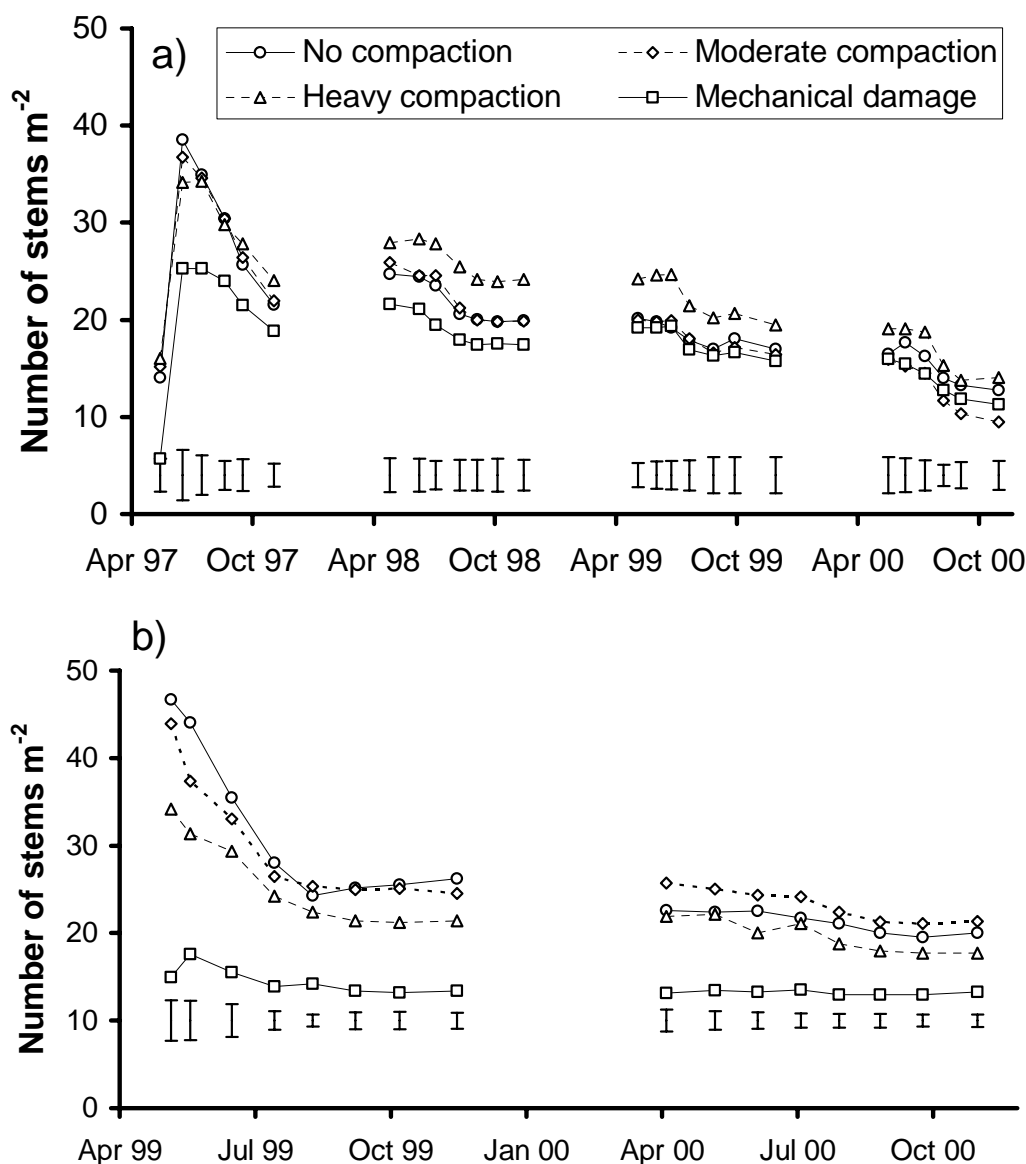 50
a)
No compaction
Moderate compaction
Heavy compaction
Mechanical damage
40
30
20
10
0
Number of stems m-2
Apr 97 Oct 97 Apr 98 Oct 98 Apr 99 Oct 99 Apr 00 Oct 00
b)
50
40
30
20
10
0
Number of stems m-2
Apr 99 Jul 99 Oct 99 Jan 00 Apr 00 Jul 00 Oct 00